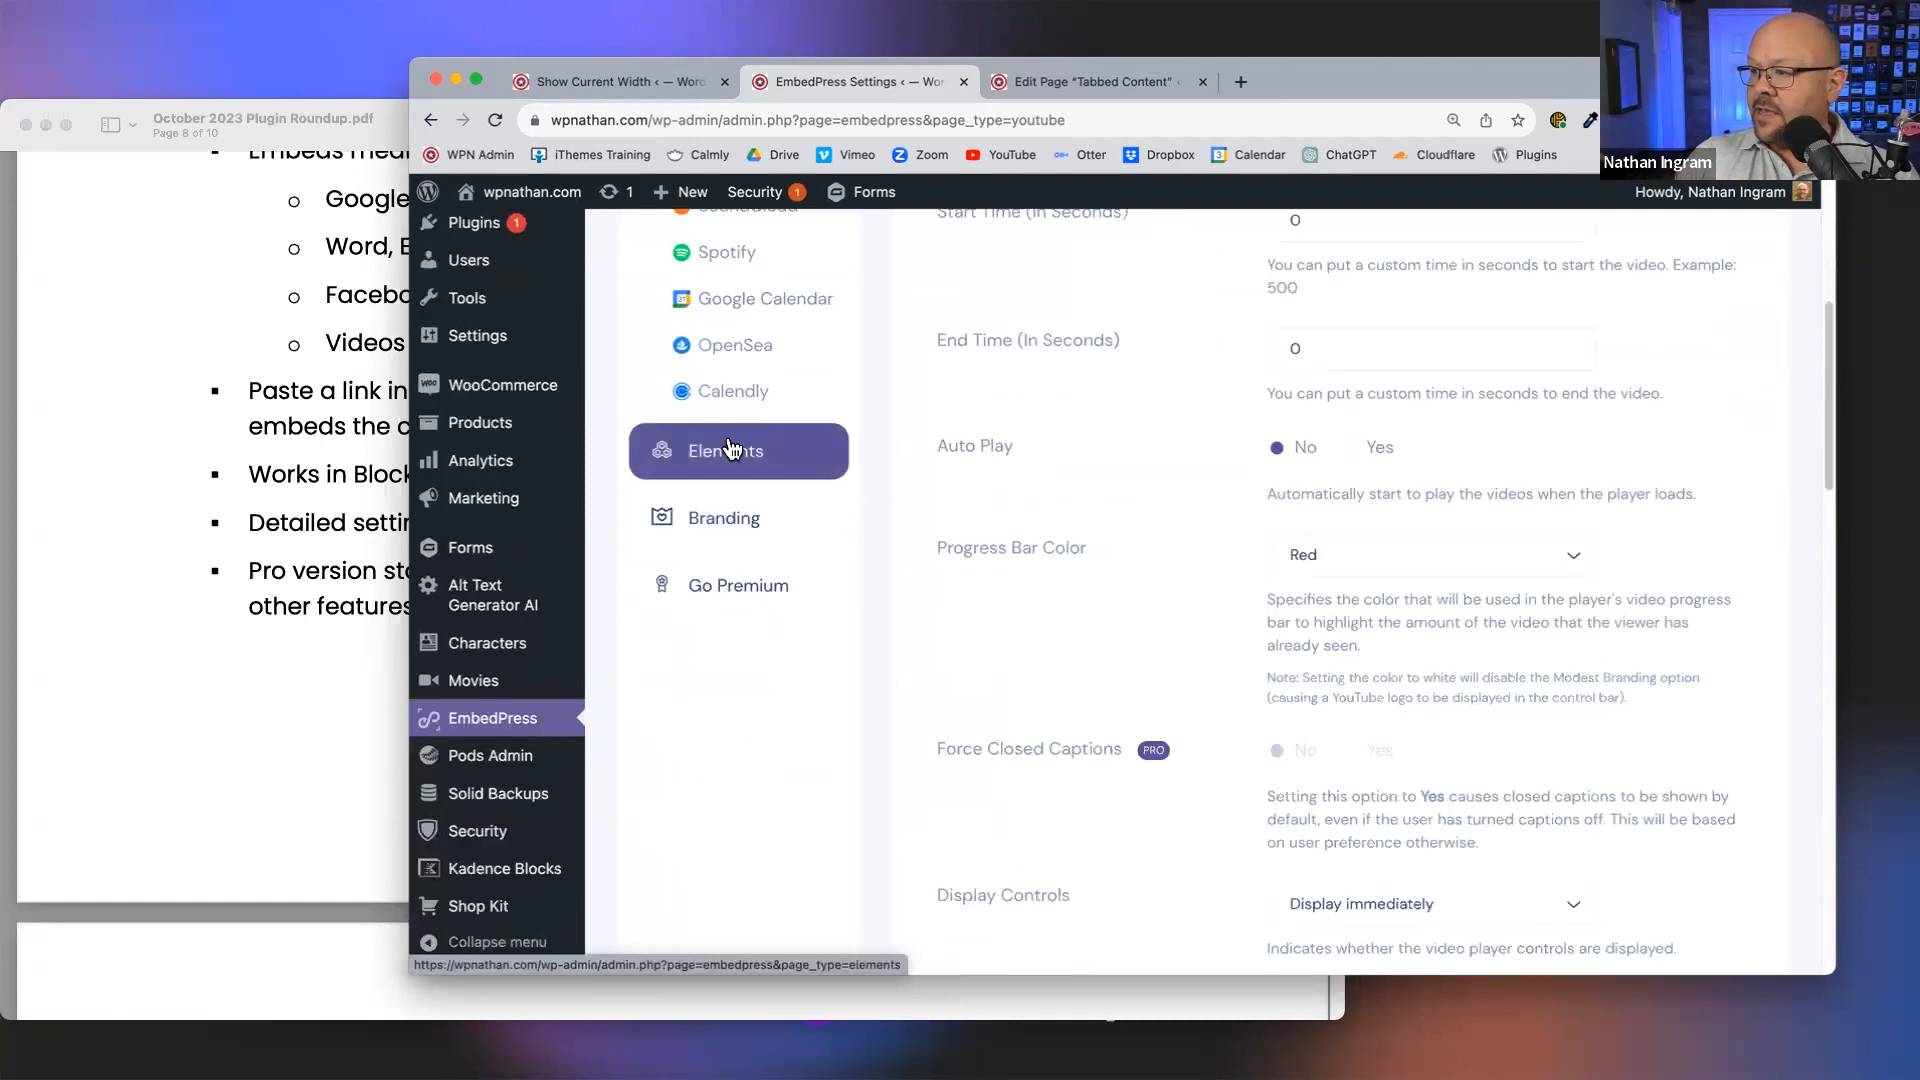 October 2023 Plugin Roundup.pdf
Page 8 of 10
Embeds
Google
Word,
Videos
Paste a link in
embeds the
Works in Block
Detailed
Pro version
other features
Show Current Width ‹ — Word
EmbedPress Settings ‹ — Wor
Edit Page "Tabbed Content" ‹
wpnathan.com/wp-admin/admin.php?page=embedpress&page_type=youtube
WPN Admin
iThemes Training
Calmly
Drive
Vimeo
Zoom
YouTube
Otter
Dropbox
Calendar
ChatGPT
Cloudflare
Plugins
Nathan Ingram
wpnathan.com
1
New
Security 1
Forms
Howdy, Nathan Ingram
Plugins 1
Users
Tools
Settings
WooCommerce
Products
Analytics
Marketing
Forms
Alt Text
Generator AI
Characters
Movies
EmbedPress
Pods Admin
Solid Backups
Security
Kadence Blocks
Shop Kit
Collapse menu
SoundCloud
Spotify
Google Calendar
OpenSea
Calendly
Elements
Branding
Go Premium
Start Time (In Seconds)
0
You can put a custom time in seconds to start the video. Example:
500
End Time (In Seconds)
0
You can put a custom time in seconds to end the video.
Auto Play
No Yes
Automatically start to play the videos when the player loads.
Progress Bar Color
Red
Specifies the color that will be used in the player's video progress
bar to highlight the amount of the video that the viewer has
already seen.
Note: Setting the color to white will disable the Modest Branding option
(causing a YouTube logo to be displayed in the control bar).
Force Closed Captions PRO
No Yes
Setting this option to Yes causes closed captions to be shown by
default, even if the user has turned captions off. This will be based
on user preference otherwise.
Display Controls
Display immediately
Indicates whether the video player controls are displayed.
https://wpnathan.com/wp-admin/admin.php?page=embedpress&page_type=elements